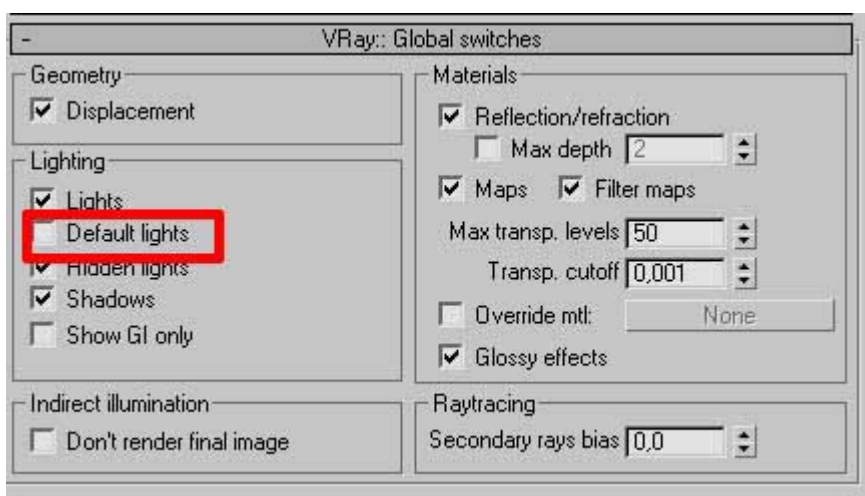 - VRay:: Global switches
Geometry
Displacement
Lighting
Lights
Default lights
Hidden lights
Shadows
Show GI only
Indirect illumination
Don't render final image
Materials
Reflection/refraction
Max depth 2
Maps Filter maps
Max transp. levels 50
Transp. cutoff 0,001
Override mtl: None
Glossy effects
Raytracing
Secondary rays bias 0,0